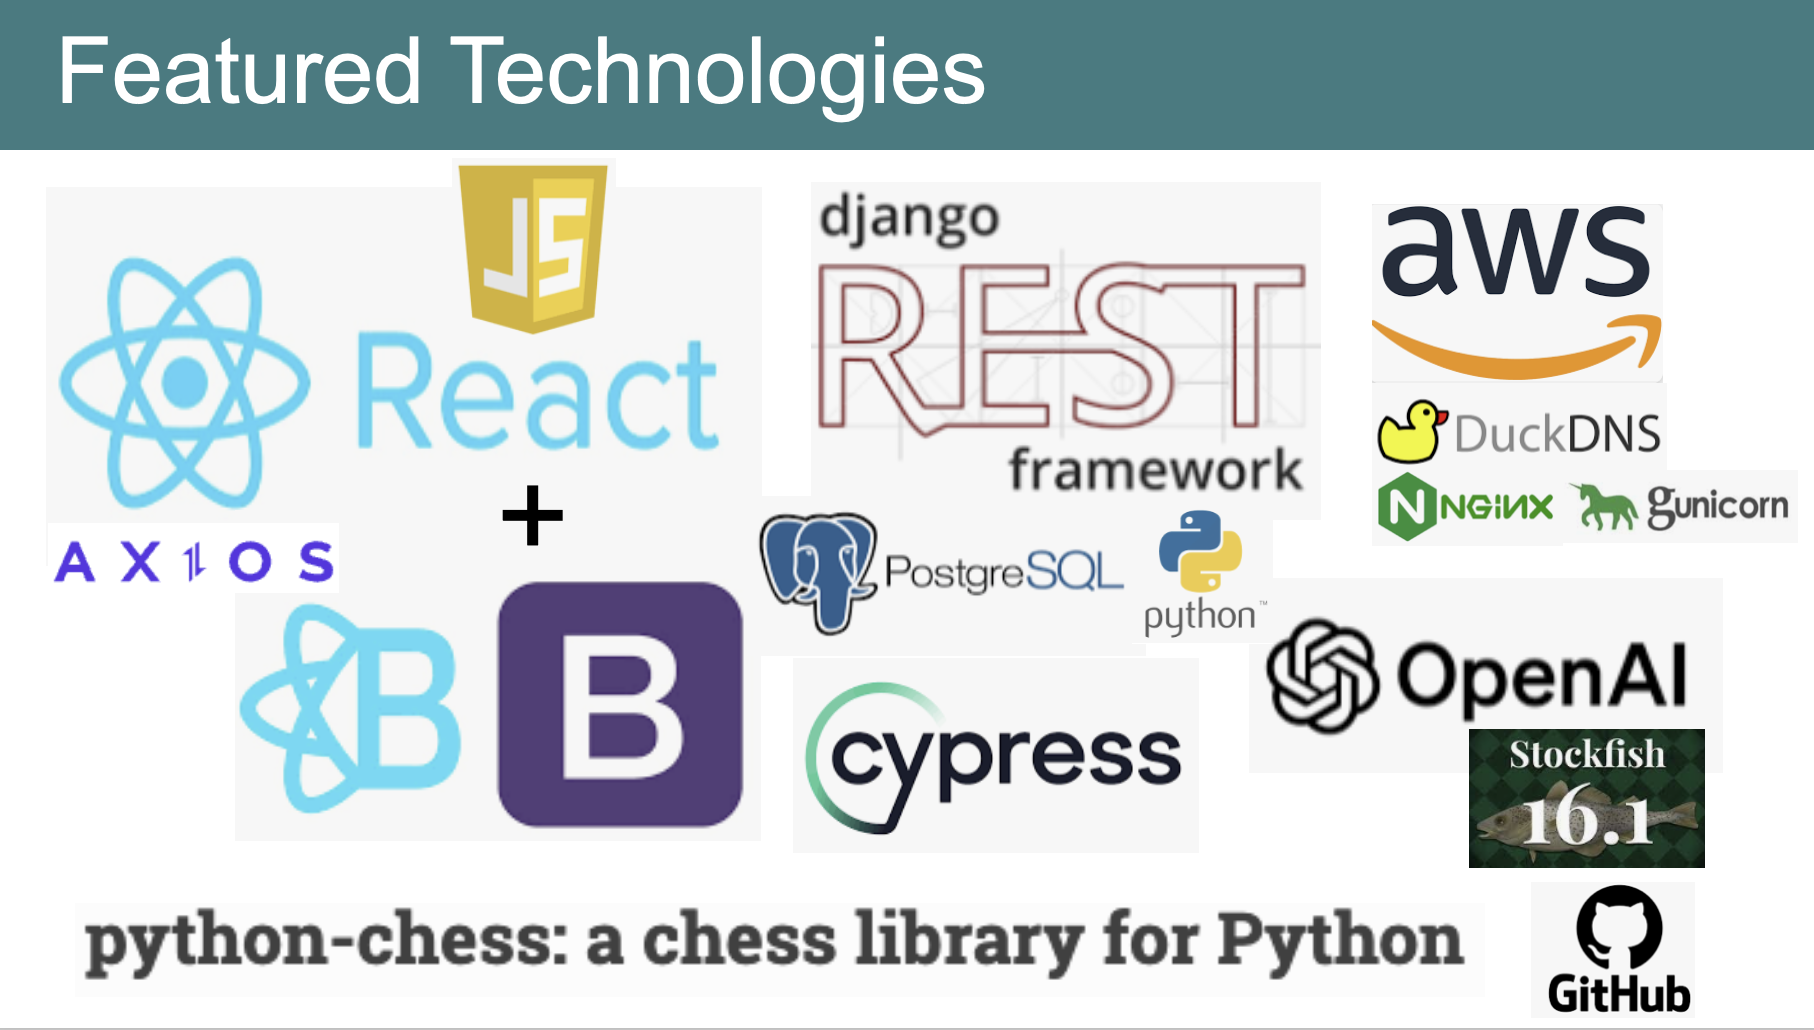 Featured Technologies
JS
React
+
AXIOS
B
B
django
REST
framework
PostgreSQL
python™
cypress
aws
DuckDNS
N NGiNX
gunicorn
OpenAI
Stockfish
16.1
python-chess: a chess library for Python
GitHub